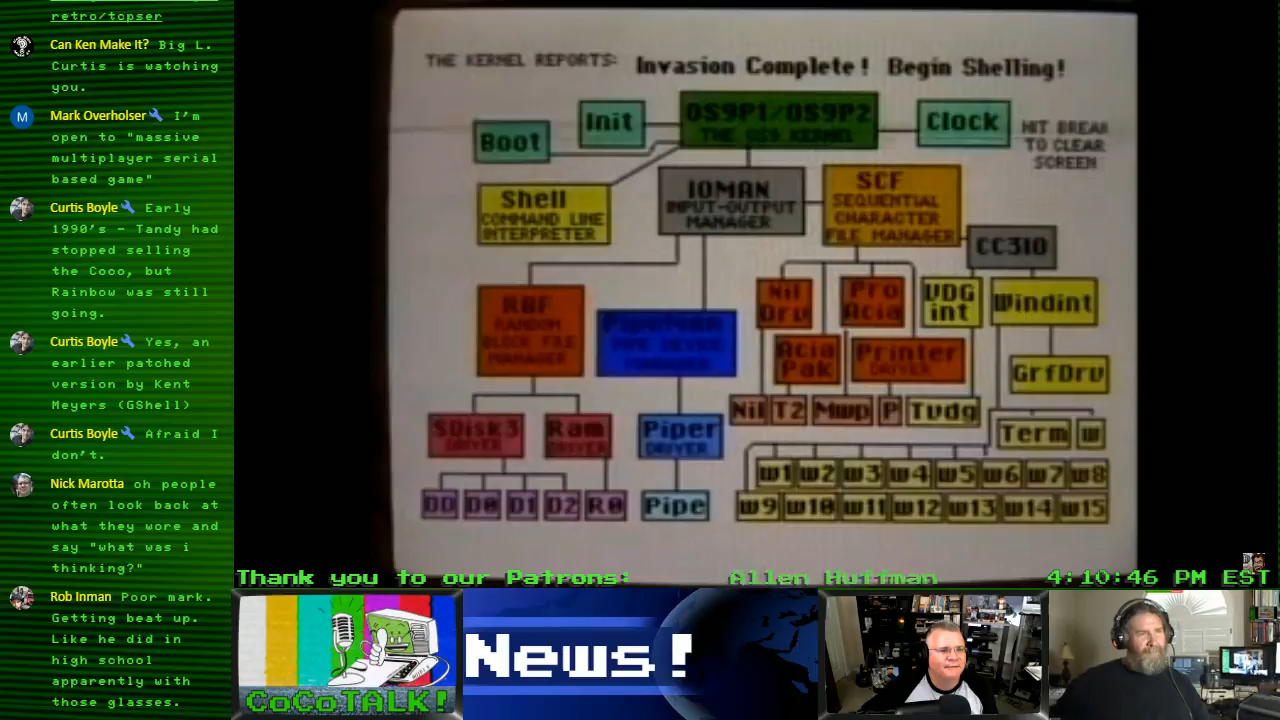 retro/topser
Can Ken Make It? Big L.
Curtis is watching
you.
Mark Overholser I'm
open to "massive
multiplayer serial
based game"
Curtis Boyle Early
1990's - Tandy had
stopped selling
the Cooo, but
Rainbow was still
going.
Curtis Boyle Yes, an
earlier patched
version by Kent
Meyers (GShell)
Curtis Boyle Afraid I
don't.
Nick Marotta oh people
often look back at
what they wore and
say "what was i
thinking?"
Rob Inman Poor mark.
Getting beat up.
Like he did in
high school
apparently with
those glasses.
THE KERNEL REPORTS: Invasion Complete! Begin Shelling!
Boot
Init
OS9P1/OS9P2
THE OS9 KERNEL
Clock
HIT BREAK
TO CLEAR
SCREEN
Shell
COMMAND LINE
INTERPRETER
IOMAN
INPUT-OUTPUT
MANAGER
SCF
SEQUENTIAL
CHARACTER
FILE MANAGER
CC3IO
RBF
RANDOM
BLOCK FILE
MANAGER
PipeMan
PIPE DEVICE
MANAGER
Nil
Drv
Pro
Acia
VDG
int
Windint
Acia
Pak
Printer
DRIVER
GrfDrv
SDisk3
DRIVER
Ram
DRIVER
Piper
DRIVER
Nil T2 Mwp P Tvdg
Term w
w1 w2 w3 w4 w5 w6 w7 w8
w9 w10 w11 w12 w13 w14 w15
DD D0 D1 D2 R0 Pipe
Thank you to our Patrons: Allen Huffman 4:10:46 PM EST
CoCoTALK!
News!